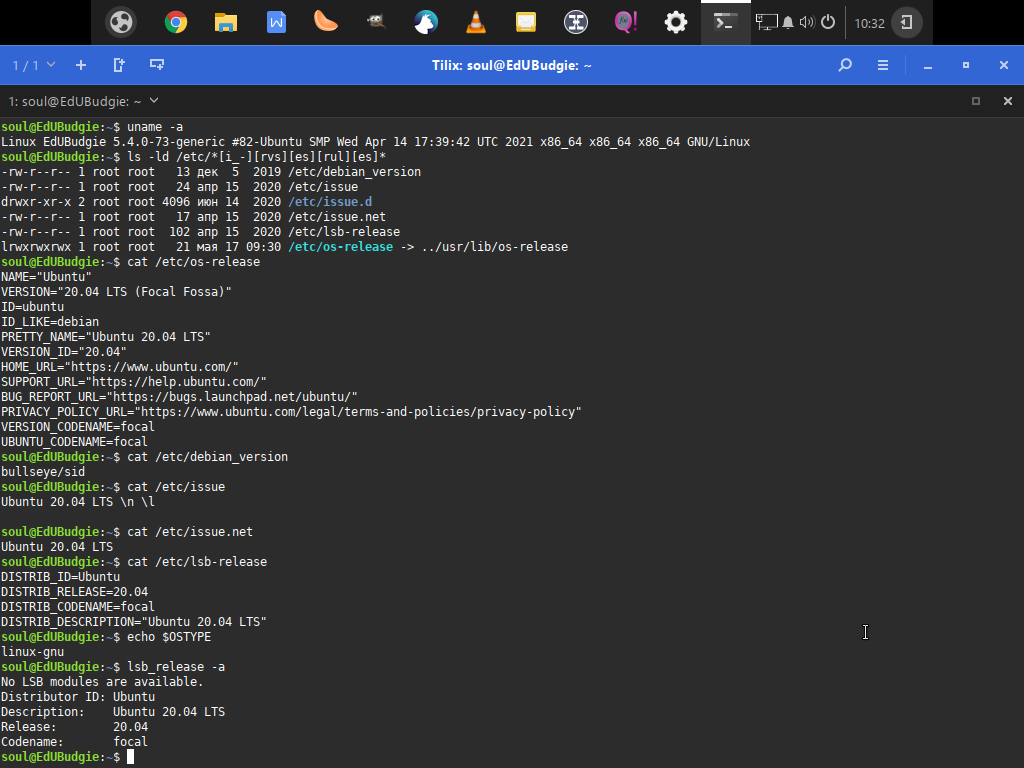 10:32
1 / 1
Tilix: soul@EdUBudgie: ~
1: soul@EdUBudgie: ~
soul@EdUBudgie:~$ uname -a
Linux EdUBudgie 5.4.0-73-generic #82-Ubuntu SMP Wed Apr 14 17:39:42 UTC 2021 x86_64 x86_64 x86_64 GNU/Linux
soul@EdUBudgie:~$ ls -ld /etc/*[i_-][rvs][es][rul][es]*
-rw-r--r-- 1 root root   13 дек  5  2019 /etc/debian_version
-rw-r--r-- 1 root root   24 апр 15  2020 /etc/issue
drwxr-xr-x 2 root root 4096 июн 14  2020 /etc/issue.d
-rw-r--r-- 1 root root   17 апр 15  2020 /etc/issue.net
-rw-r--r-- 1 root root  102 апр 15  2020 /etc/lsb-release
lrwxrwxrwx 1 root root   21 мая 17 09:30 /etc/os-release -> ../usr/lib/os-release
soul@EdUBudgie:~$ cat /etc/os-release
NAME="Ubuntu"
VERSION="20.04 LTS (Focal Fossa)"
ID=ubuntu
ID_LIKE=debian
PRETTY_NAME="Ubuntu 20.04 LTS"
VERSION_ID="20.04"
HOME_URL="https://www.ubuntu.com/"
SUPPORT_URL="https://help.ubuntu.com/"
BUG_REPORT_URL="https://bugs.launchpad.net/ubuntu/"
PRIVACY_POLICY_URL="https://www.ubuntu.com/legal/terms-and-policies/privacy-policy"
VERSION_CODENAME=focal
UBUNTU_CODENAME=focal
soul@EdUBudgie:~$ cat /etc/debian_version
bullseye/sid
soul@EdUBudgie:~$ cat /etc/issue
Ubuntu 20.04 LTS \n \l
soul@EdUBudgie:~$ cat /etc/issue.net
Ubuntu 20.04 LTS
soul@EdUBudgie:~$ cat /etc/lsb-release
DISTRIB_ID=Ubuntu
DISTRIB_RELEASE=20.04
DISTRIB_CODENAME=focal
DISTRIB_DESCRIPTION="Ubuntu 20.04 LTS"
soul@EdUBudgie:~$ echo $OSTYPE
linux-gnu
soul@EdUBudgie:~$ lsb_release -a
No LSB modules are available.
Distributor ID: Ubuntu
Description:    Ubuntu 20.04 LTS
Release:        20.04
Codename:       focal
soul@EdUBudgie:~$